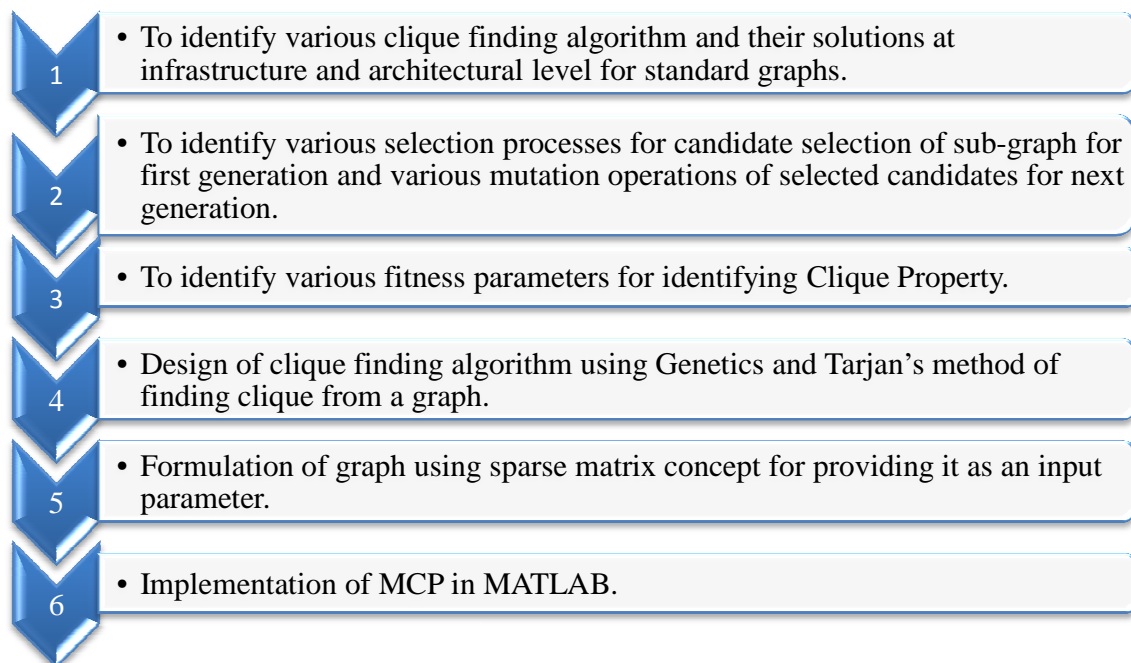 1
• To identify various clique finding algorithm and their solutions at
infrastructure and architectural level for standard graphs.
2
• To identify various selection processes for candidate selection of sub-graph for
first generation and various mutation operations of selected candidates for next
generation.
3
• To identify various fitness parameters for identifying Clique Property.
4
• Design of clique finding algorithm using Genetics and Tarjan’s method of
finding clique from a graph.
5
• Formulation of graph using sparse matrix concept for providing it as an input
parameter.
6
• Implementation of MCP in MATLAB.